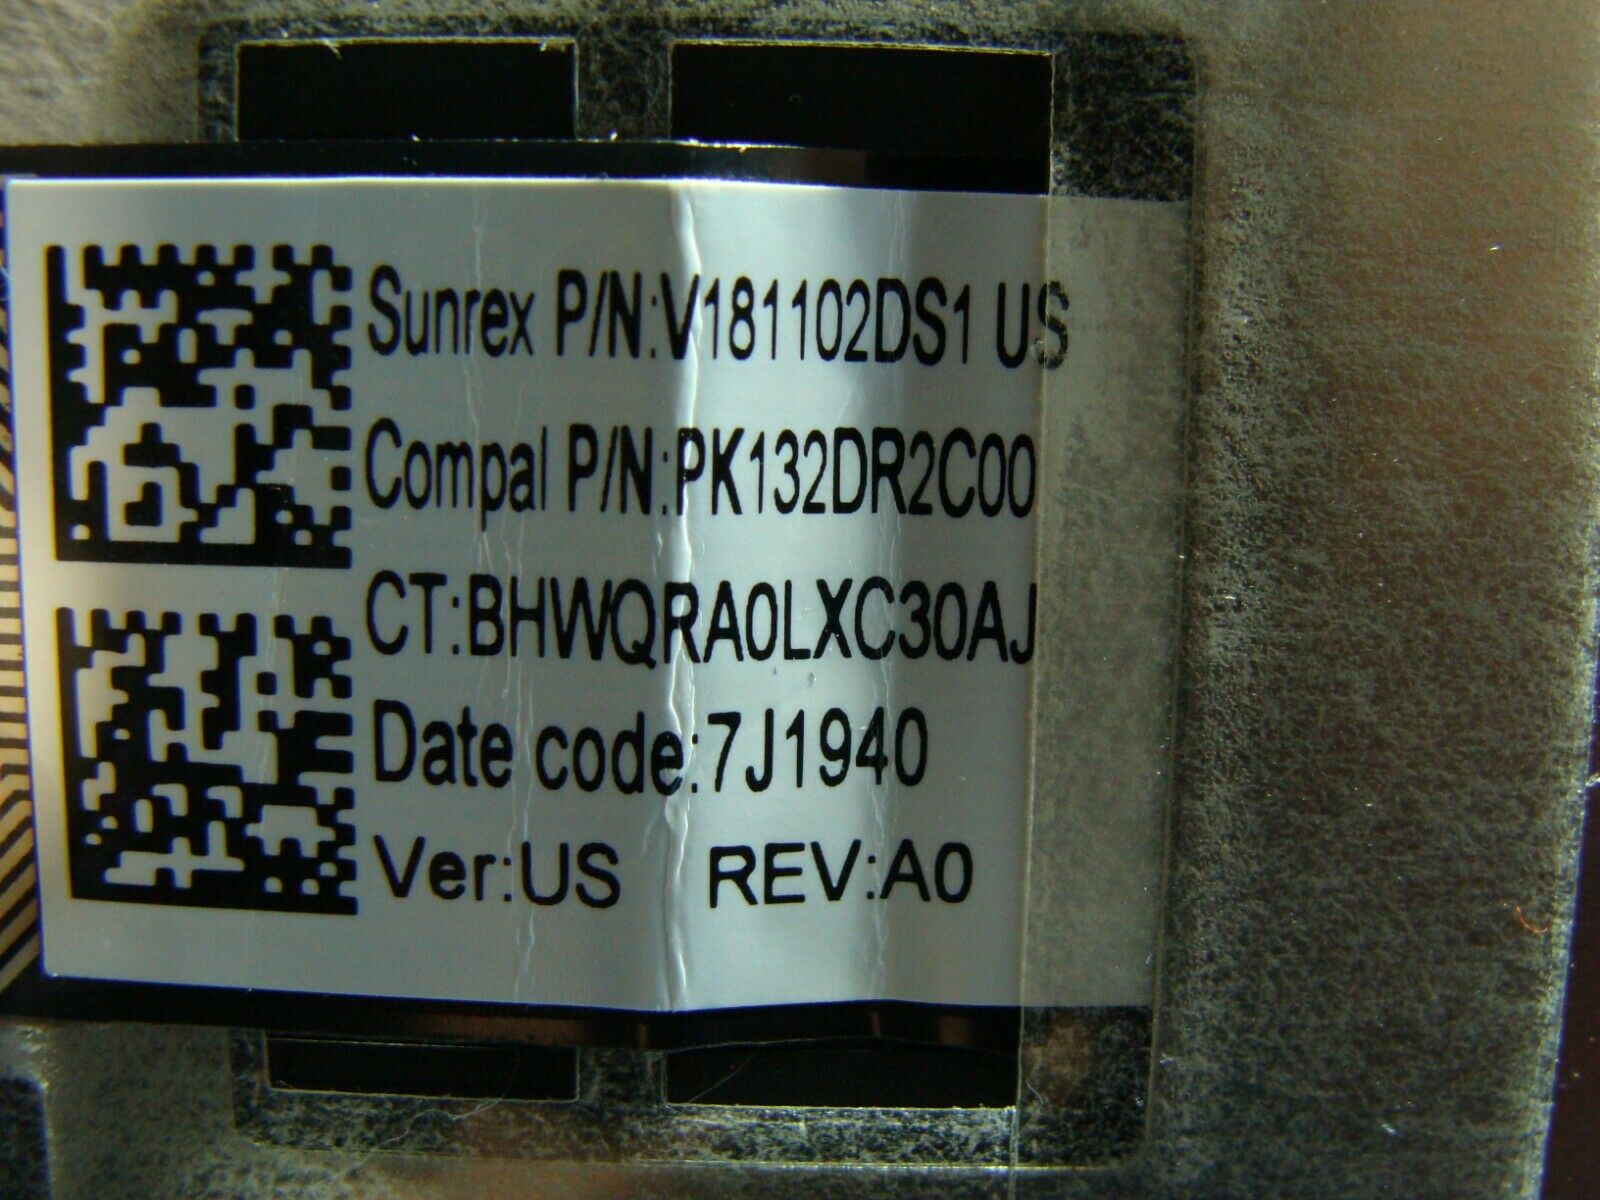 Sunrex P/N:V181102DS1 US
Compal P/N:PK132DR2C00
CT:BHWQRA0LXC30AJ
Date code:7J1940
Ver:US REV:A0